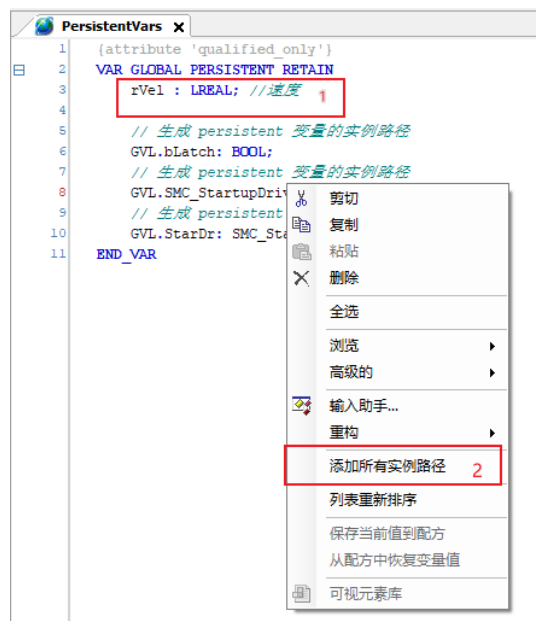 PersistentVars X
1 {attribute 'qualified_only'}
2 VAR_GLOBAL PERSISTENT RETAIN
3 rVel : LREAL; //速度
1
4
5 // 生成 persistent 变量的实例路径
6 GVL.bLatch: BOOL;
7 // 生成 persistent 变量的实例路径
8 GVL.SMC_StartupDriv
9 // 生成 persistent
10 GVL.StarDr: SMC_Sta
11 END_VAR
剪切
复制
粘贴
删除
全选
浏览
高级的
输入助手...
重构
添加所有实例路径 2
列表重新排序
保存当前值到配方
从配方中恢复变量值
可视元素库